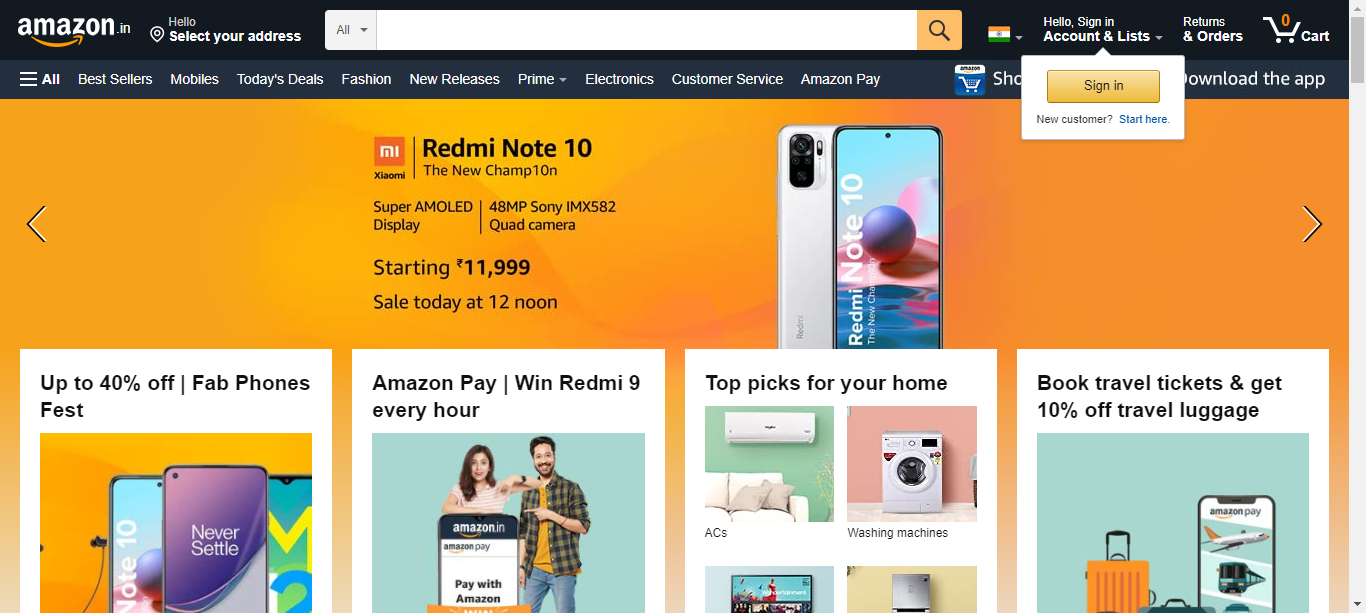 amazon.in
Hello
Select your address
All
Hello, Sign in
Account & Lists
Returns
& Orders
0
Cart
All
Best Sellers
Mobiles
Today's Deals
Fashion
New Releases
Prime
Electronics
Customer Service
Amazon Pay
amazon
Download the app
Sign in
New customer? Start here.
mi
Xiaomi
Redmi Note 10
The New Champ10n
Super AMOLED
Display
48MP Sony IMX582
Quad camera
Starting ₹11,999
Sale today at 12 noon
Redmi
Redmi Note 10
The New Champ10n
Up to 40% off | Fab Phones
Fest
Note 10
Never
Settle
Amazon Pay | Win Redmi 9
every hour
amazon.in
amazon pay
Pay with
Amazon
WIN
Top picks for your home
ACs
Washing machines
Book travel tickets & get
10% off travel luggage
amazon pay